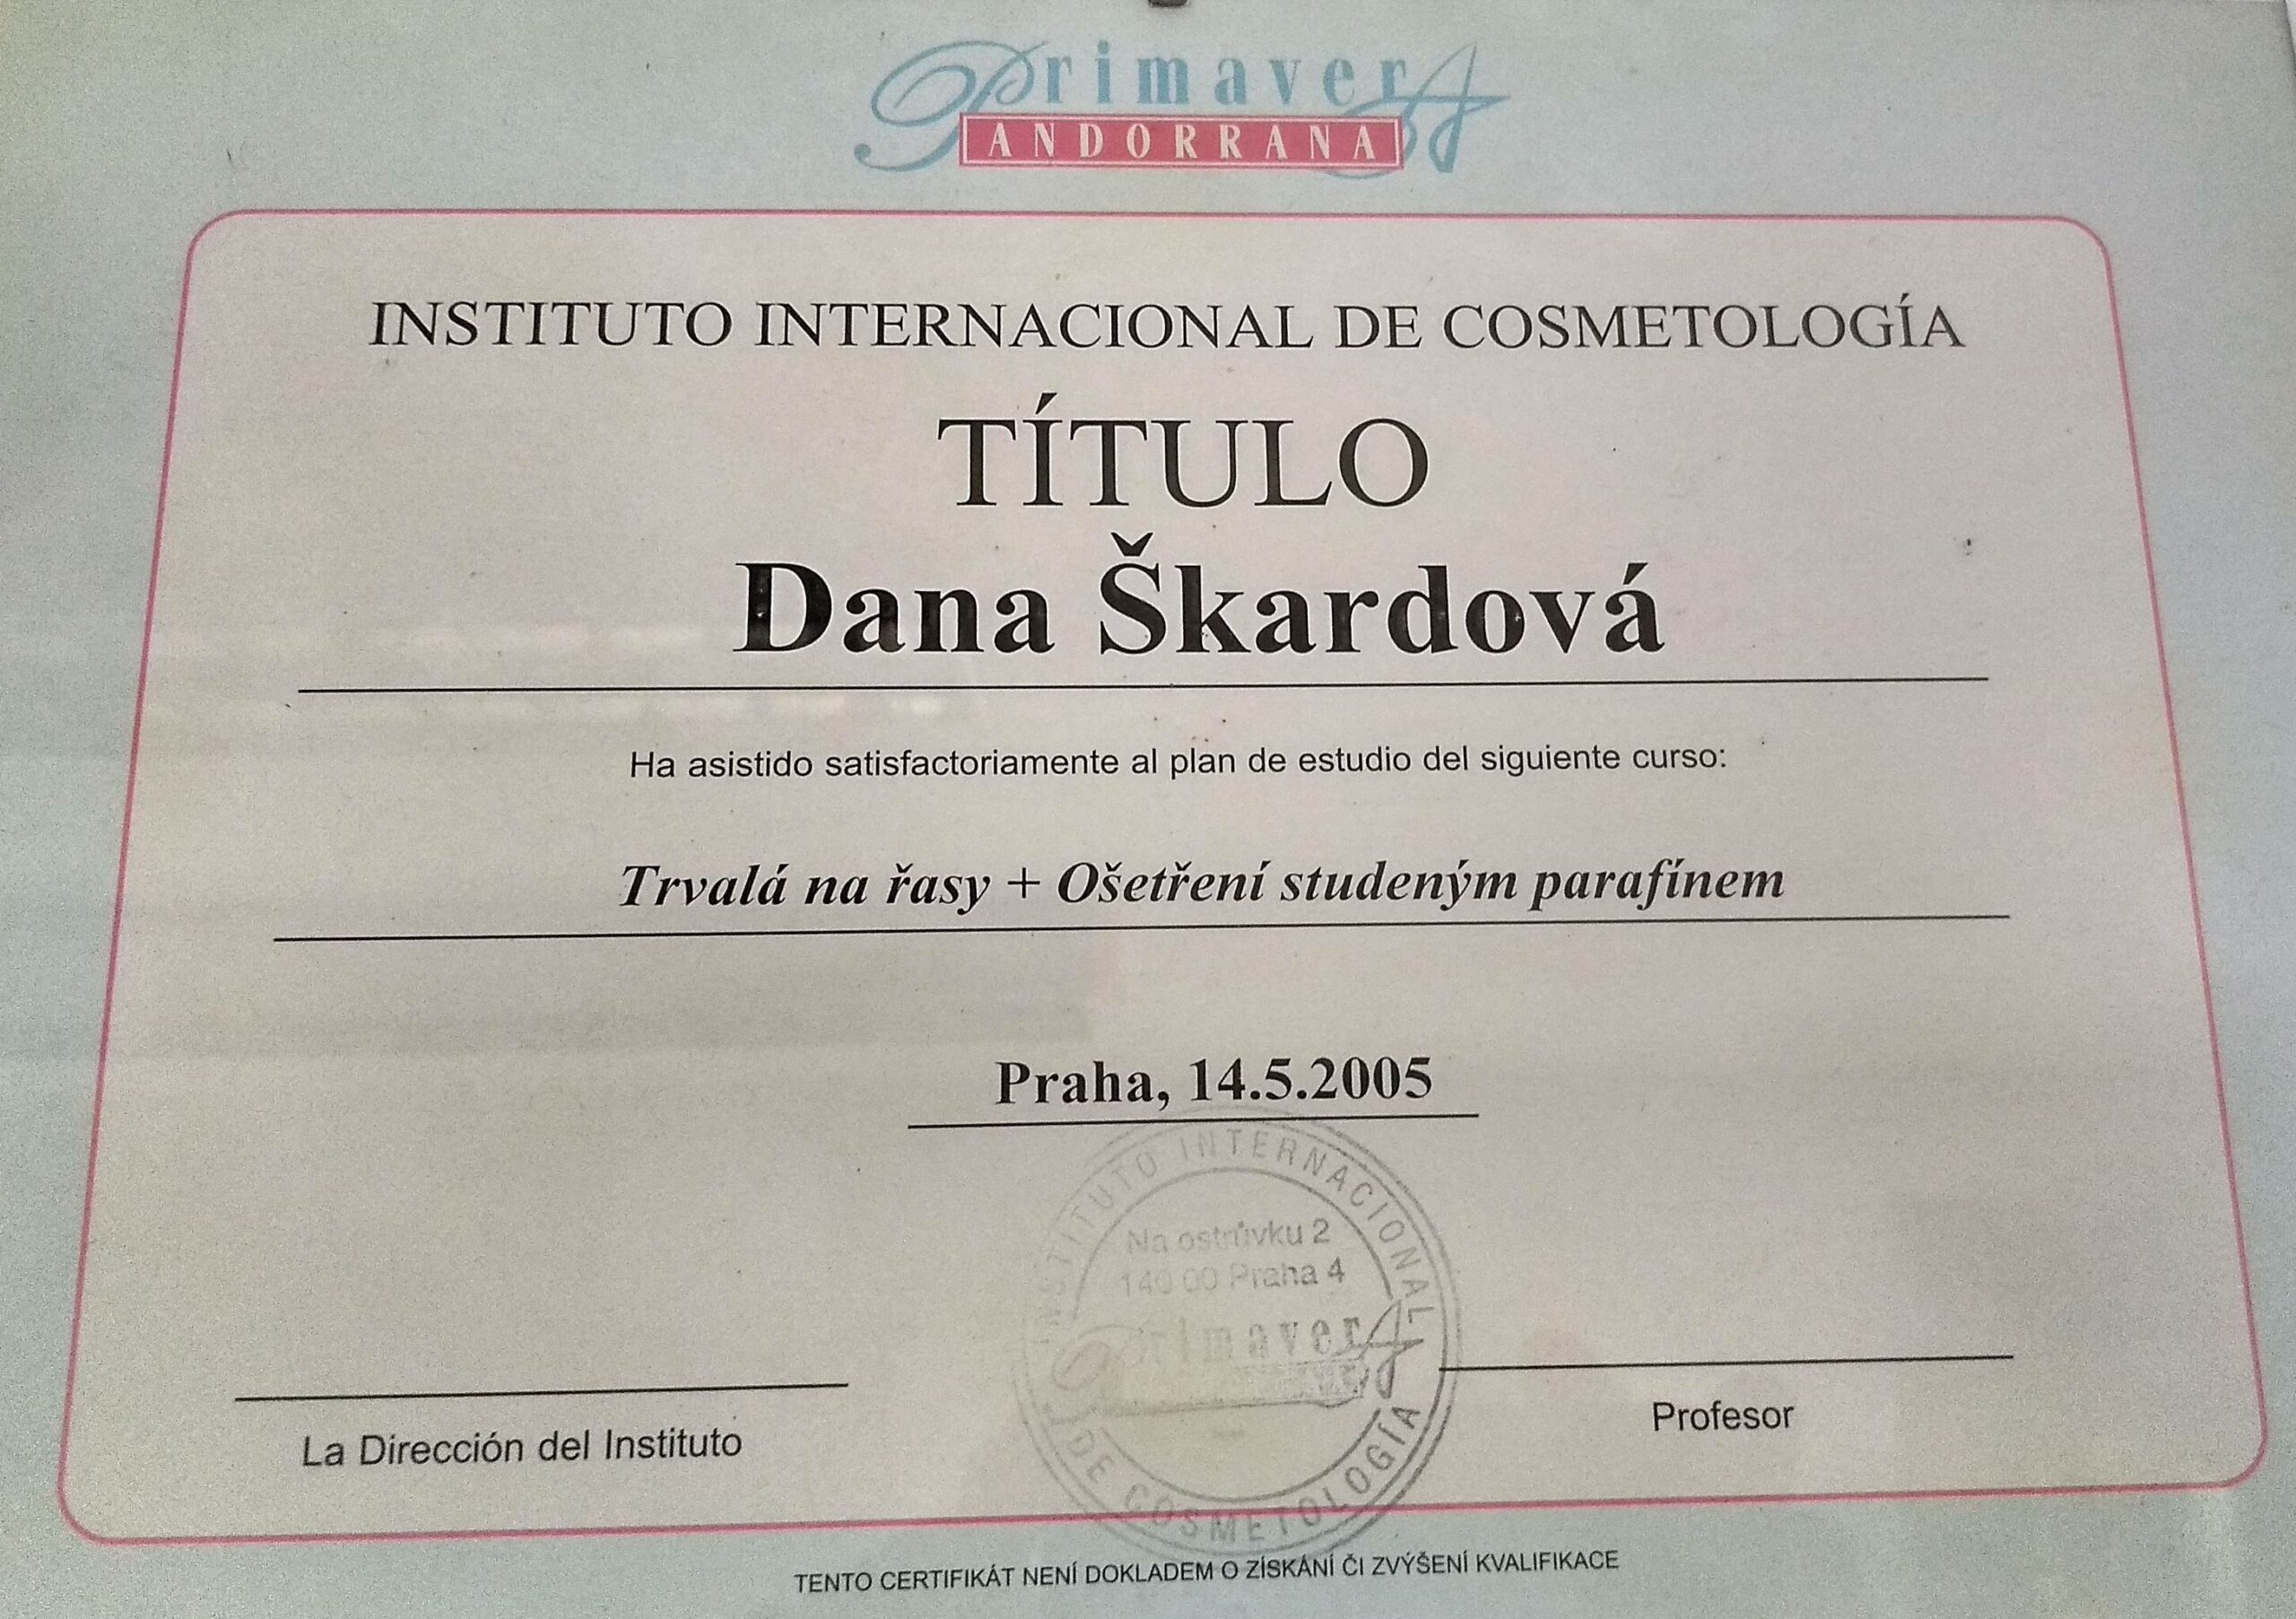 PrimaverA
ANDORRANA
INSTITUTO INTERNACIONAL DE COSMETOLOGÍA
TÍTULO
Dana Škardová
Ha asistido satisfactoriamente al plan de estudio del siguiente curso:
Trvalá na řasy + Ošetření studeným parafínem
Praha, 14.5.2005
INSTITUTO INTERNACIONAL
Na ostrůvku 2
140 00 Praha 4
PrimaverA
DE COSMETOLOGÍA
La Dirección del Instituto
Profesor
TENTO CERTIFIKÁT NENÍ DOKLADEM O ZÍSKÁNÍ ČI ZVÝŠENÍ KVALIFIKACE